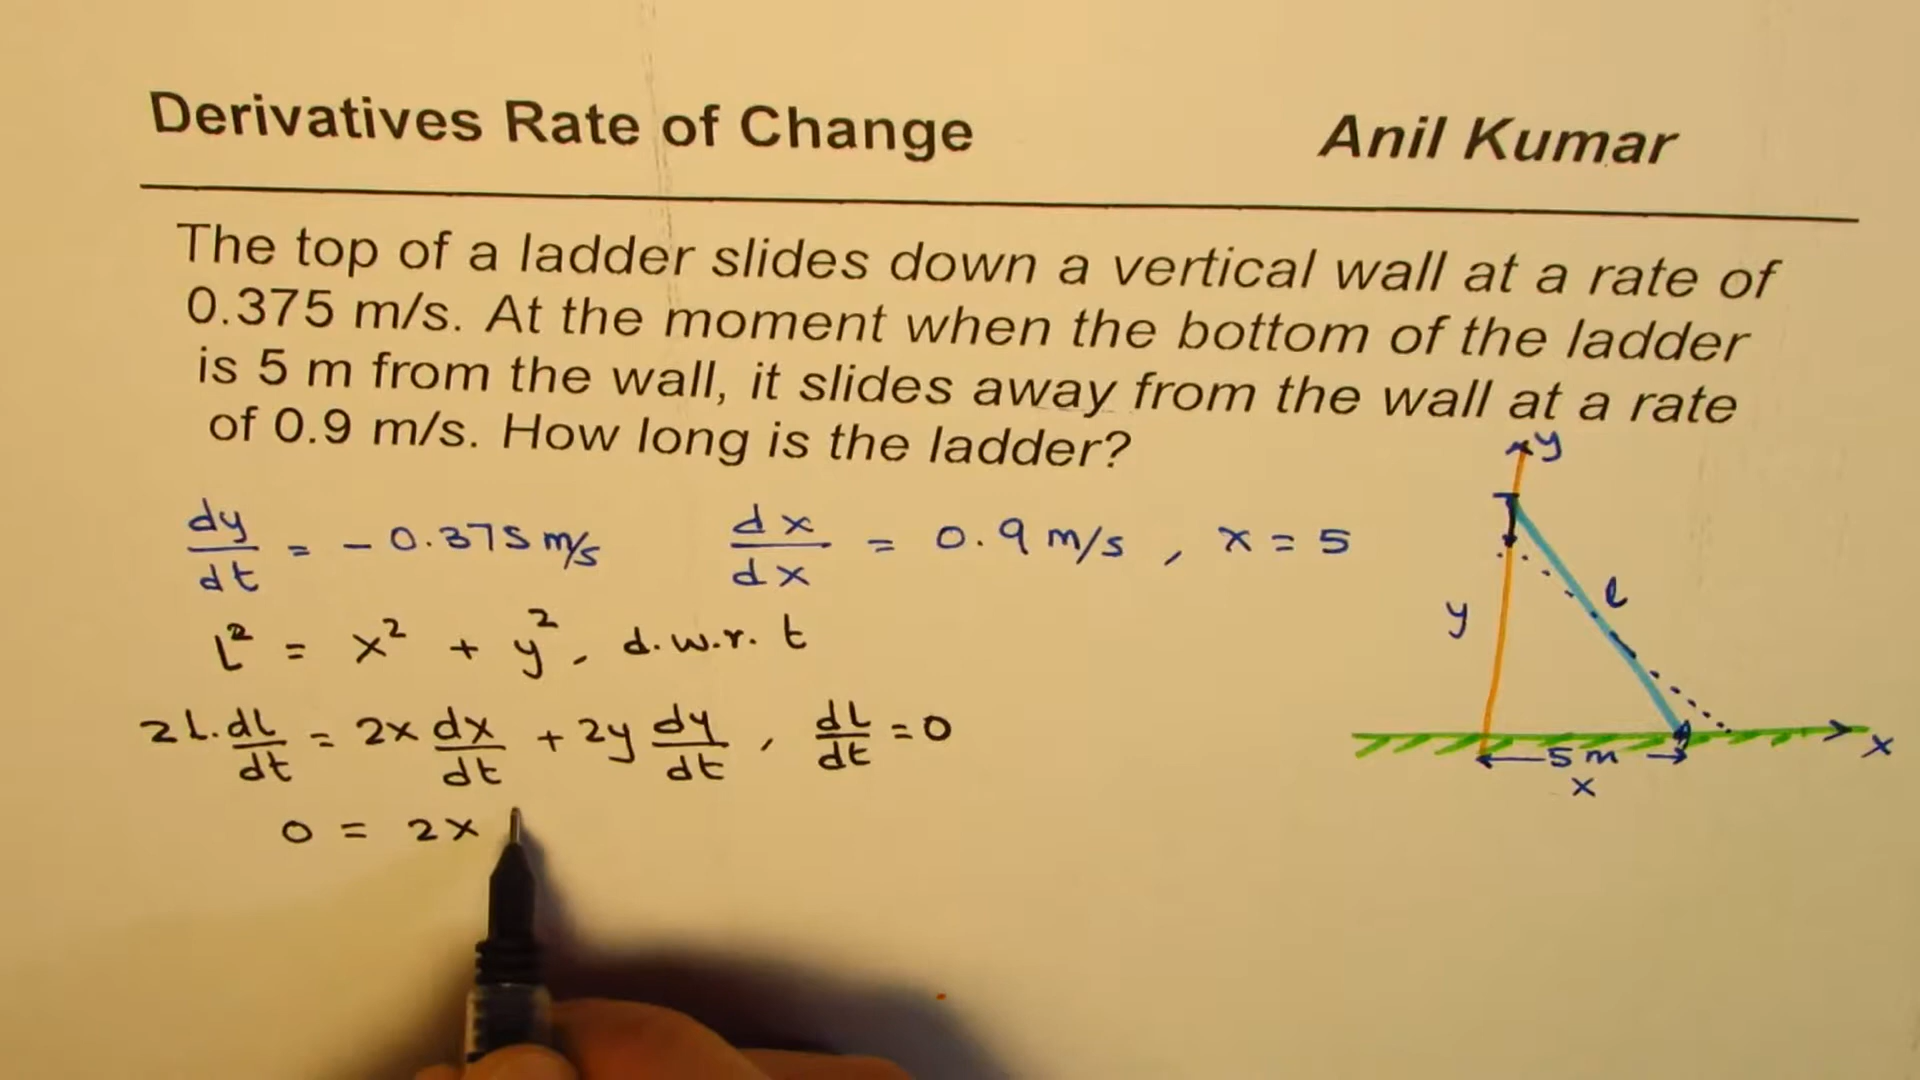 Derivatives Rate of Change Anil Kumar
The top of a ladder slides down a vertical wall at a rate of
0.375 m/s. At the moment when the bottom of the ladder
is 5 m from the wall, it slides away from the wall at a rate
of 0.9 m/s. How long is the ladder?
dy/dt = - 0.375 m/s dx/dx = 0.9 m/s , x = 5
L² = x² + y² , d.w.r. t
2L. dL/dt = 2x dx/dt + 2y dy/dt , dL/dt = 0
0 = 2x
y
y
l
5 m
x
x